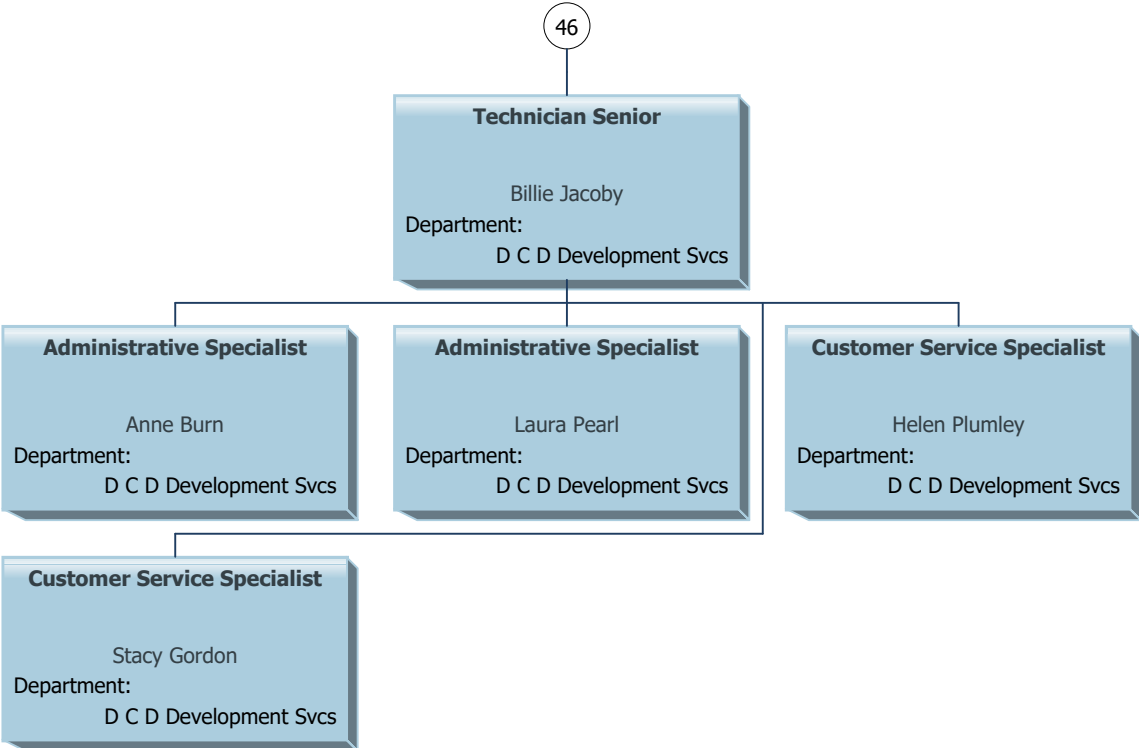 46
Technician Senior
Billie Jacoby
Department:
D C D Development Svcs
Administrative Specialist
Anne Burn
Department:
D C D Development Svcs
Administrative Specialist
Laura Pearl
Department:
D C D Development Svcs
Customer Service Specialist
Helen Plumley
Department:
D C D Development Svcs
Customer Service Specialist
Stacy Gordon
Department:
D C D Development Svcs